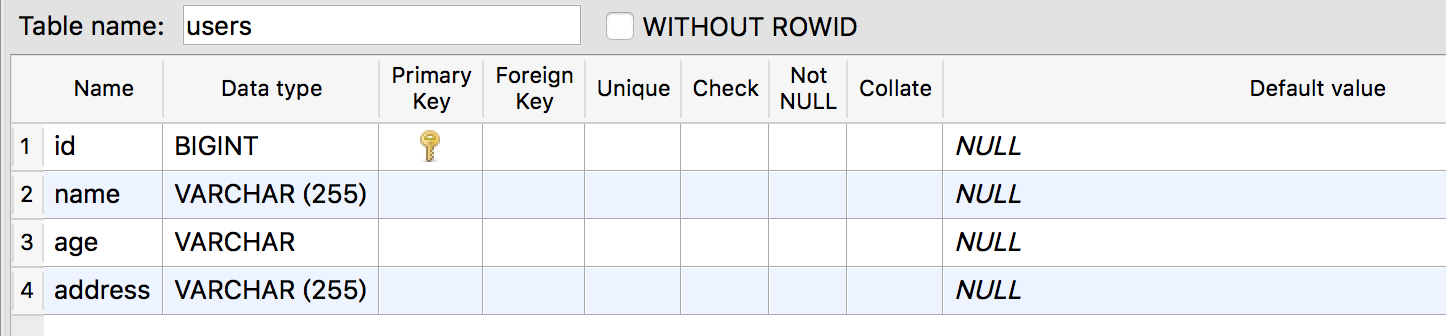 Table name: users WITHOUT ROWID
Name Data type Primary Key Foreign Key Unique Check Not NULL Collate Default value
1 id BIGINT NULL
2 name VARCHAR (255) NULL
3 age VARCHAR NULL
4 address VARCHAR (255) NULL